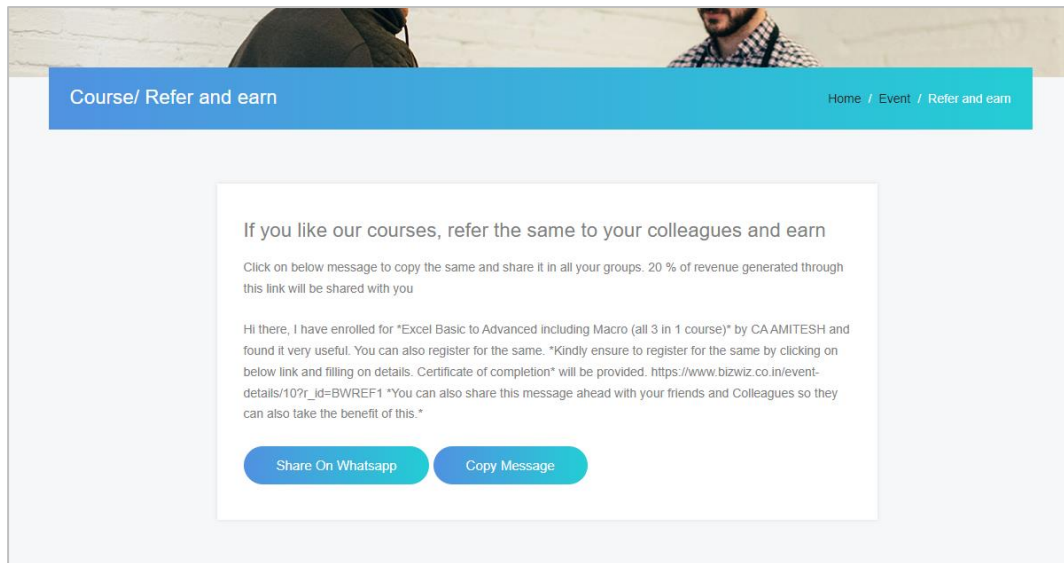 Course/ Refer and earn
Home / Event / Refer and earn
If you like our courses, refer the same to your colleagues and earn
Click on below message to copy the same and share it in all your groups. 20 % of revenue generated through
this link will be shared with you
Hi there, I have enrolled for *Excel Basic to Advanced including Macro (all 3 in 1 course)* by CA AMITESH and
found it very useful. You can also register for the same. *Kindly ensure to register for the same by clicking on
below link and filling on details. Certificate of completion* will be provided. https://www.bizwiz.co.in/event-
details/10?r_id=BWREF1 *You can also share this message ahead with your friends and Colleagues so they
can also take the benefit of this.*
Share On Whatsapp
Copy Message